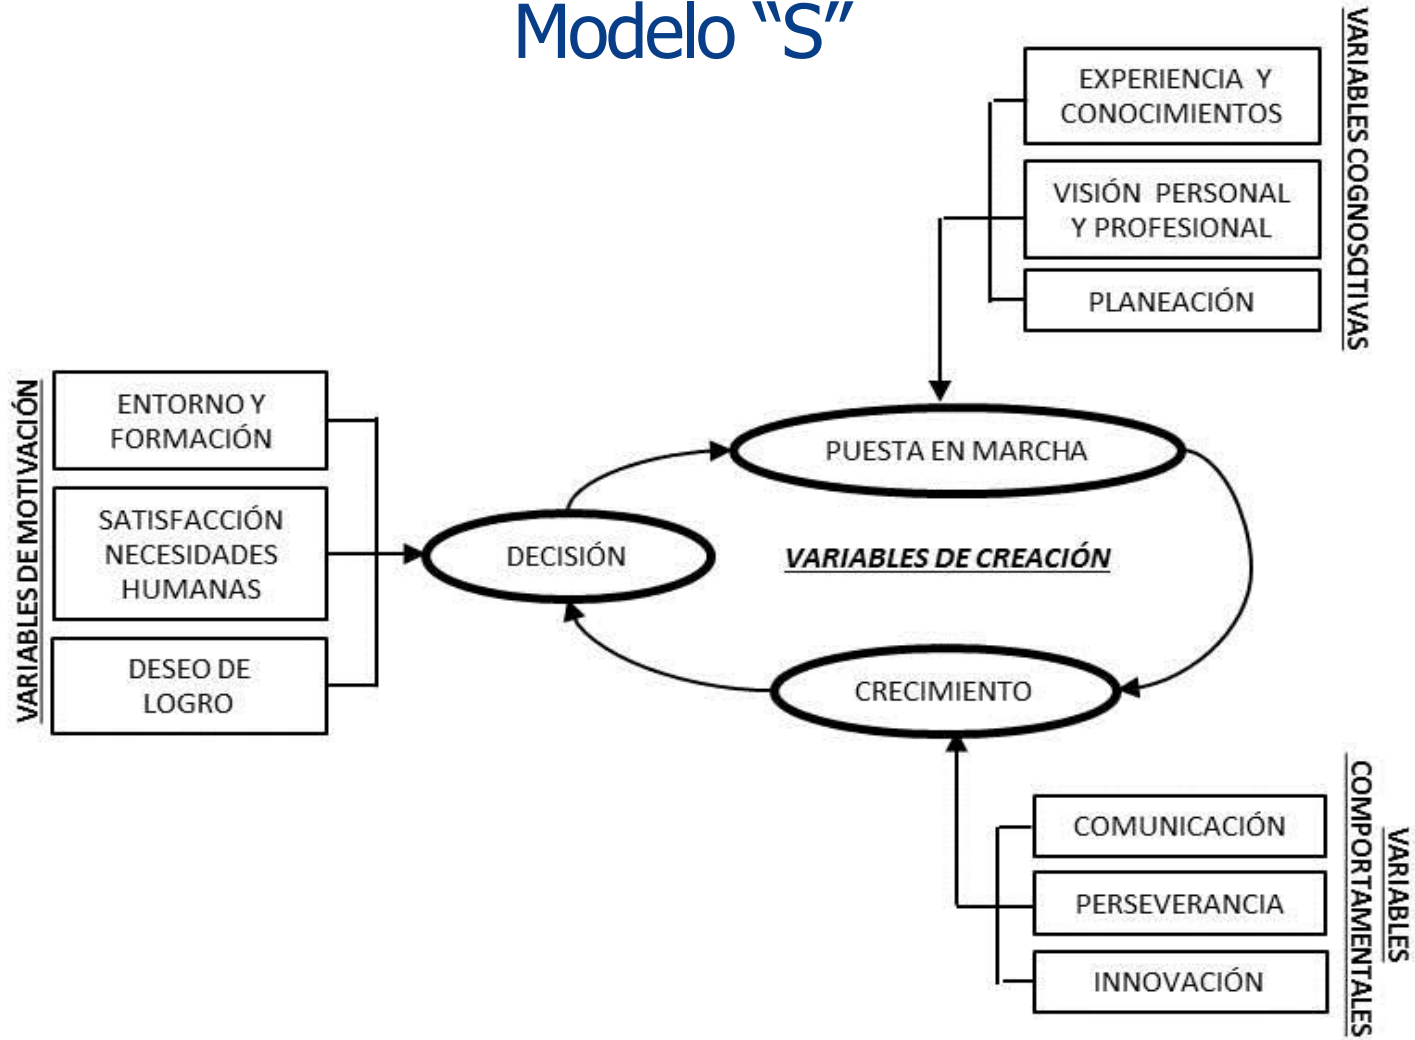 Modelo “S”
VARIABLES COGNOSCITIVAS
EXPERIENCIA Y
CONOCIMIENTOS
VISIÓN PERSONAL
Y PROFESIONAL
PLANEACIÓN
VARIABLES DE MOTIVACIÓN
ENTORNO Y
FORMACIÓN
SATISFACCIÓN
NECESIDADES
HUMANAS
DESEO DE
LOGRO
PUESTA EN MARCHA
DECISIÓN
VARIABLES DE CREACIÓN
CRECIMIENTO
VARIABLES
COMPORTAMENTALES
COMUNICACIÓN
PERSEVERANCIA
INNOVACIÓN